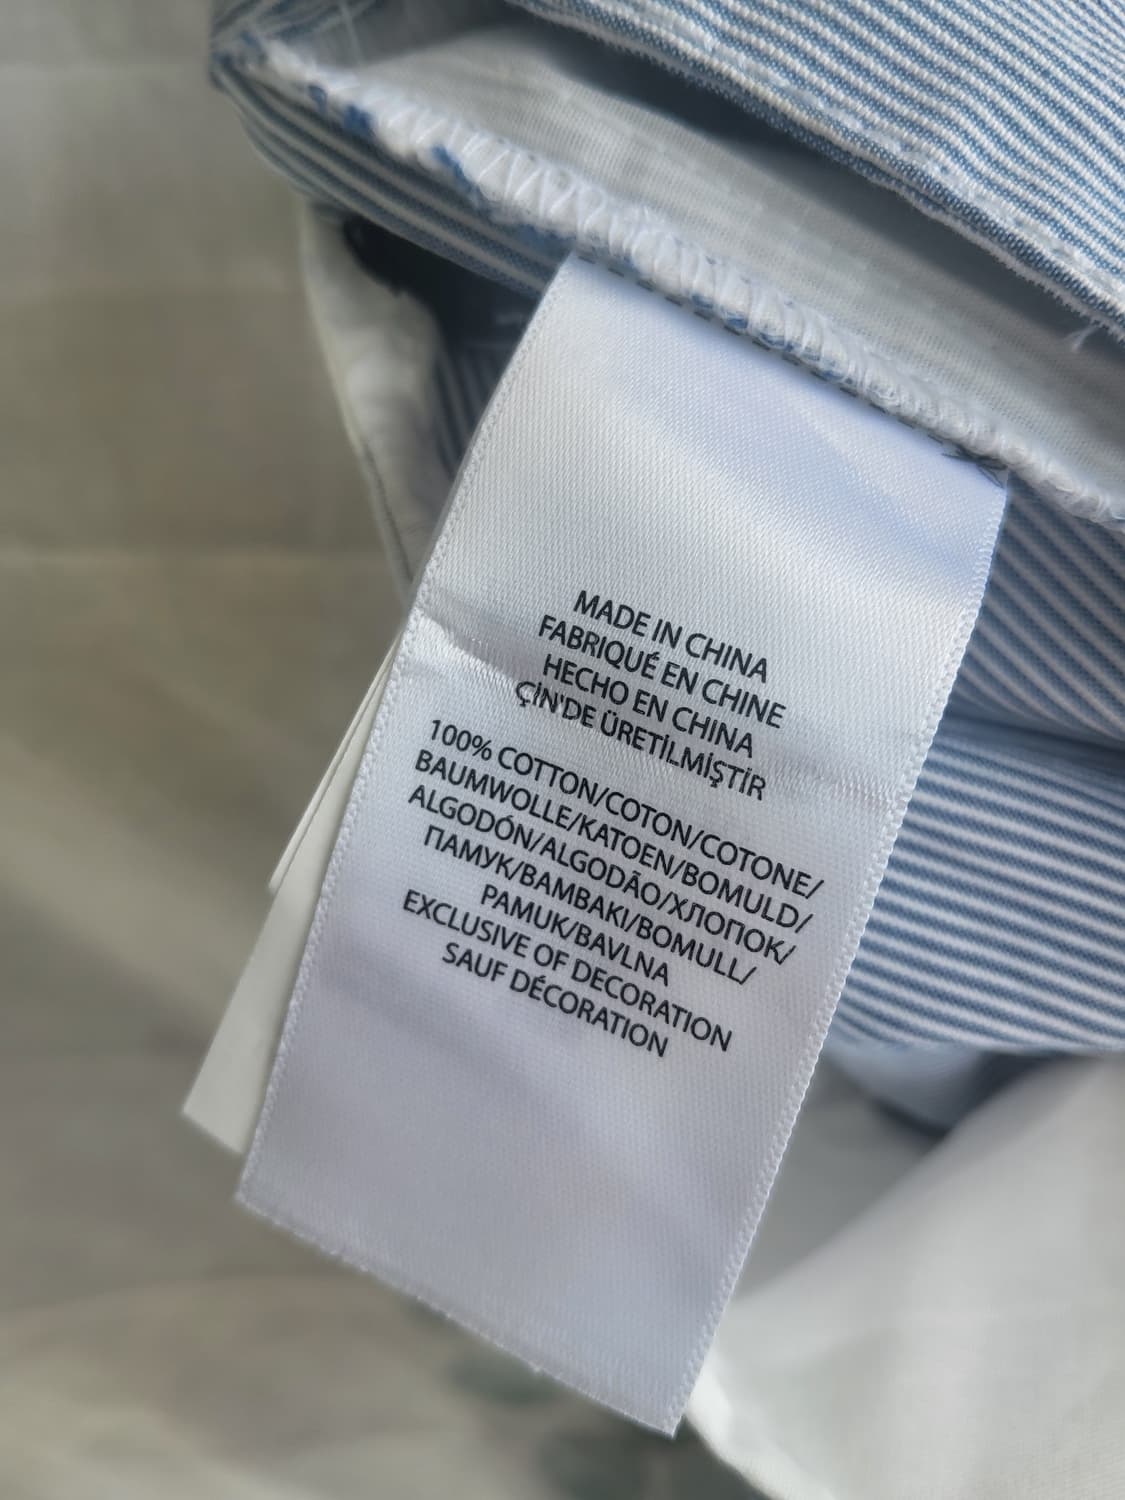 MADE IN CHINA
FABRIQUÉ EN CHINE
HECHO EN CHINA
ÇİN'DE ÜRETİLMİŞTİR
100% COTTON/COTON/COTONE/
BAUMWOLLE/KATOEN/BOMULD/
ALGODÓN/ALGODÃO/ХЛОПОК/
ПАМУК/ΒΑΜΒΑΚΙ/BOMULL/
PAMUK/BAVLNA
EXCLUSIVE OF DECORATION
SAUF DÉCORATION